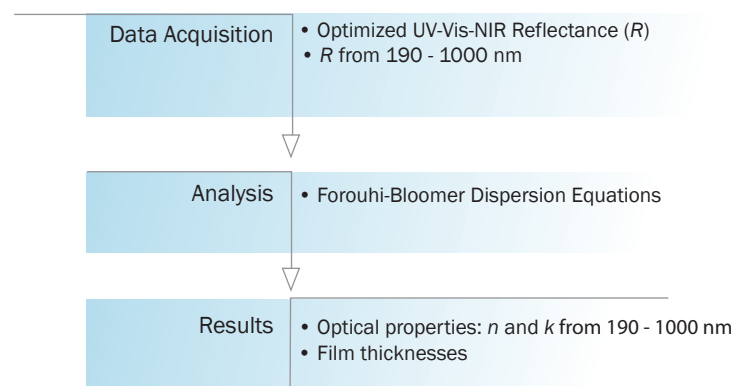 Data Acquisition
• Optimized UV-Vis-NIR Reflectance (R)
• R from 190 - 1000 nm
Analysis
• Forouhi-Bloomer Dispersion Equations
Results
• Optical properties: n and k from 190 - 1000 nm
• Film thicknesses